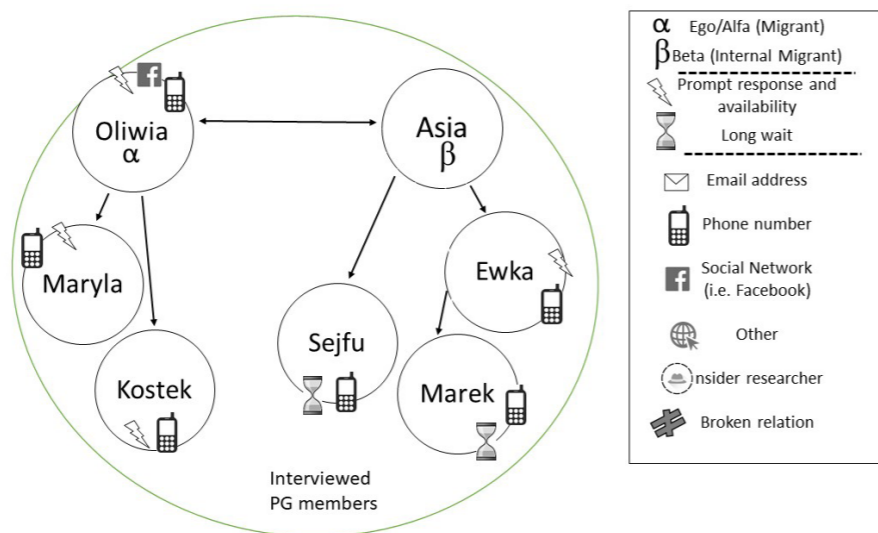 Oliwia
α
Asia
β
Maryla
Ewka
Sejfu
Kostek
Marek
Interviewed
PG members
α Ego/Alfa (Migrant)
β Beta (Internal Migrant)
Prompt response and
availability
Long wait
Email address
Phone number
Social Network
(i.e. Facebook)
Other
nsider researcher
Broken relation